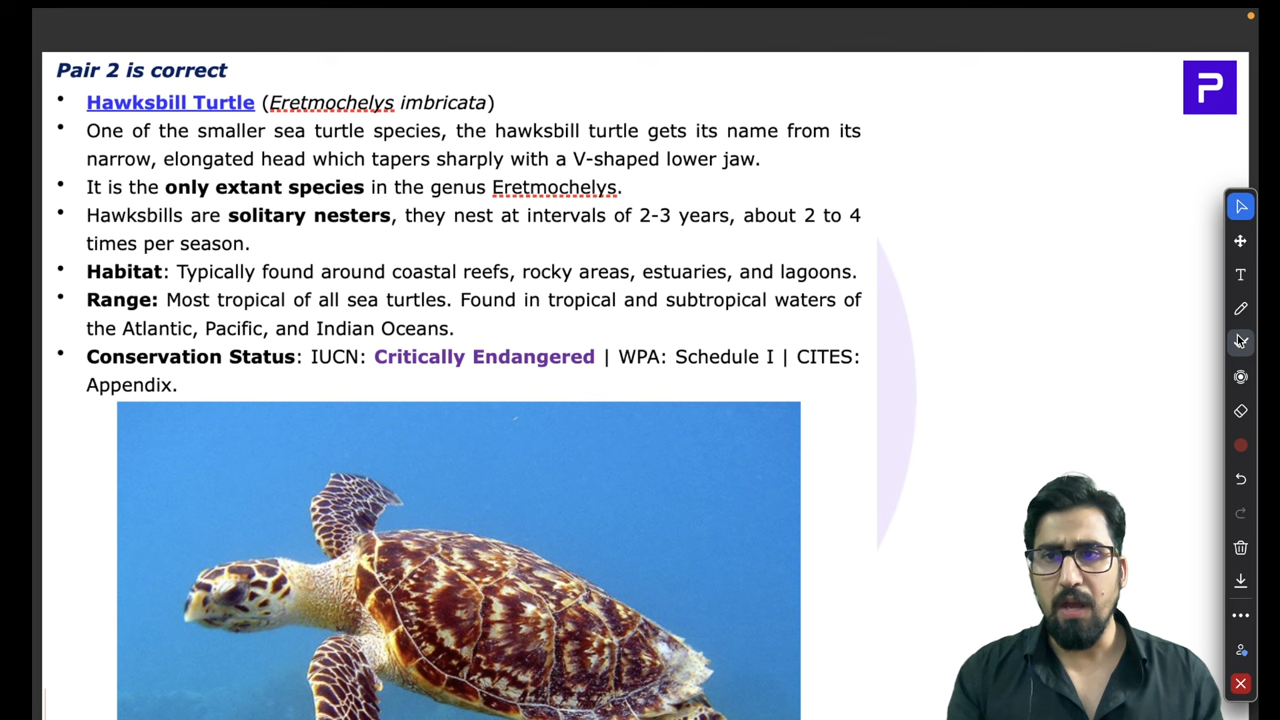 Pair 2 is correct
• Hawksbill Turtle (Eretmochelys imbricata)
• One of the smaller sea turtle species, the hawksbill turtle gets its name from its
narrow, elongated head which tapers sharply with a V-shaped lower jaw.
• It is the only extant species in the genus Eretmochelys.
• Hawksbills are solitary nesters, they nest at intervals of 2-3 years, about 2 to 4
times per season.
• Habitat: Typically found around coastal reefs, rocky areas, estuaries, and lagoons.
• Range: Most tropical of all sea turtles. Found in tropical and subtropical waters of
the Atlantic, Pacific, and Indian Oceans.
• Conservation Status: IUCN: Critically Endangered | WPA: Schedule I | CITES:
Appendix.
P
T